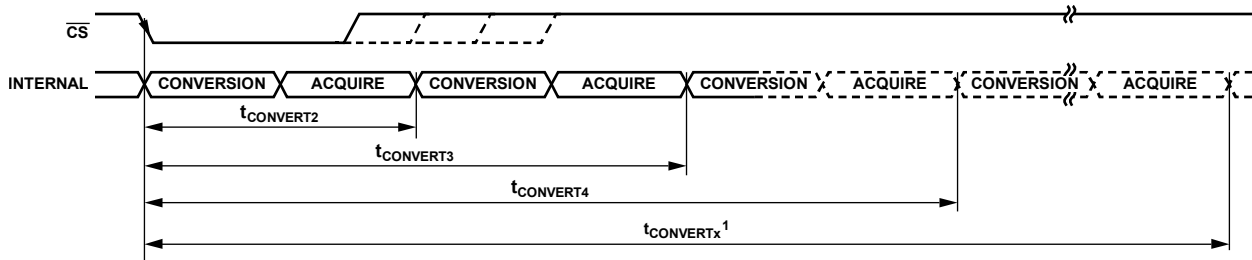 CS
INTERNAL CONVERSION ACQUIRE CONVERSION ACQUIRE CONVERSION ACQUIRE CONVERSION ACQUIRE
tCONVERT2
tCONVERT3
tCONVERT4
tCONVERTx1